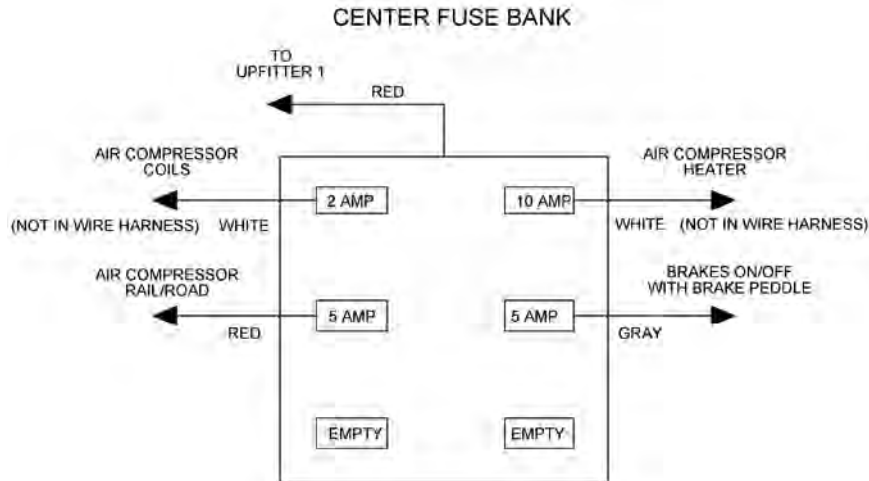 CENTER FUSE BANK
TO
UPFITTER 1
RED
AIR COMPRESSOR
COILS
AIR COMPRESSOR
HEATER
2 AMP
10 AMP
(NOT IN WIRE HARNESS) WHITE
WHITE (NOT IN WIRE HARNESS)
AIR COMPRESSOR
RAIL/ROAD
BRAKES ON/OFF
WITH BRAKE PEDDLE
5 AMP
5 AMP
RED
GRAY
EMPTY
EMPTY